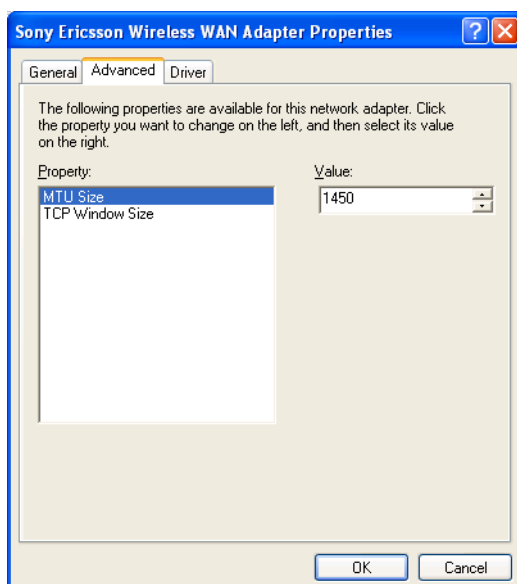 Sony Ericsson Wireless WAN Adapter Properties
General Advanced Driver
The following properties are available for this network adapter. Click
the property you want to change on the left, and then select its value
on the right.
Property: Value:
MTU Size 1450
TCP Window Size
OK Cancel